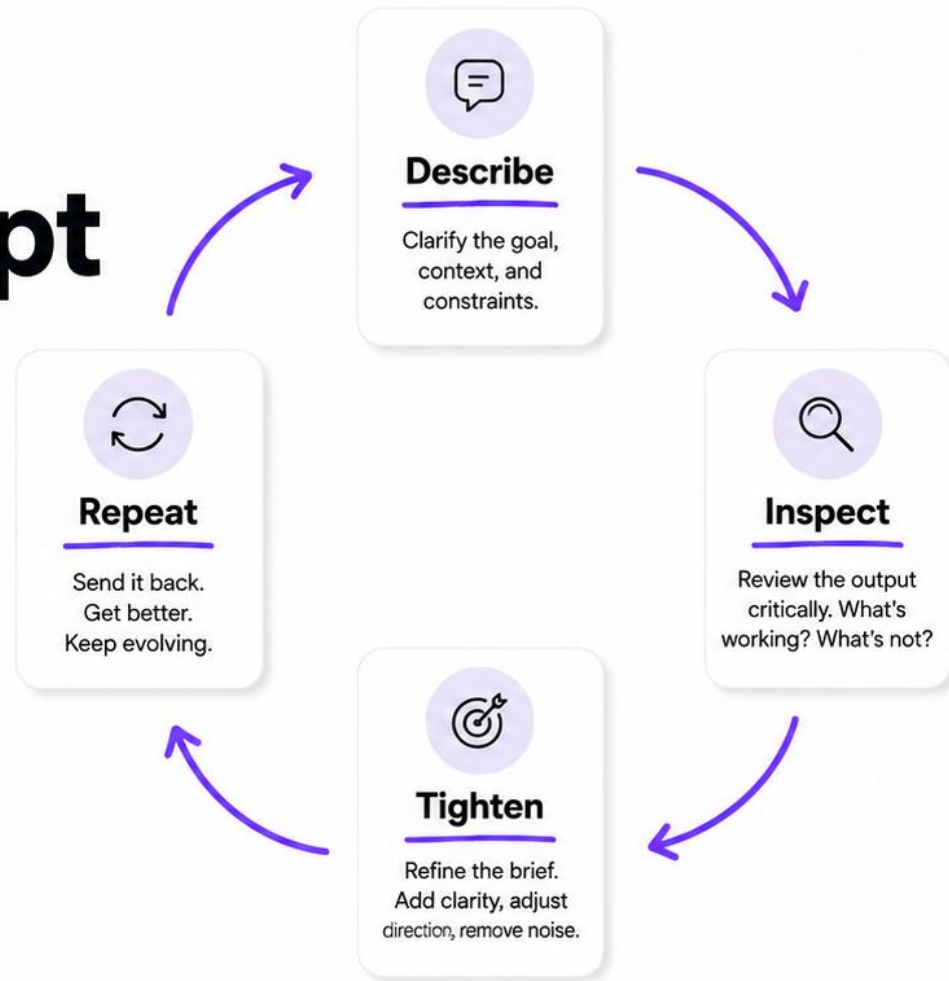 pt
Describe
Clarify the goal,
context, and
constraints.
Inspect
Review the output
critically. What's
working? What's not?
Tighten
Refine the brief.
Add clarity, adjust
direction, remove noise.
Repeat
Send it back.
Get better.
Keep evolving.